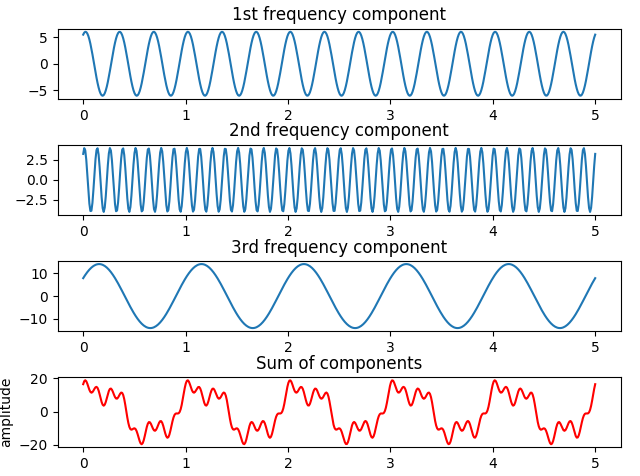 1st frequency component
5
0
−5
0 1 2 3 4 5
2nd frequency component
2.5
0.0
−2.5
0 1 2 3 4 5
3rd frequency component
10
0
−10
0 1 2 3 4 5
Sum of components
20
0
−20
amplitude
0 1 2 3 4 5